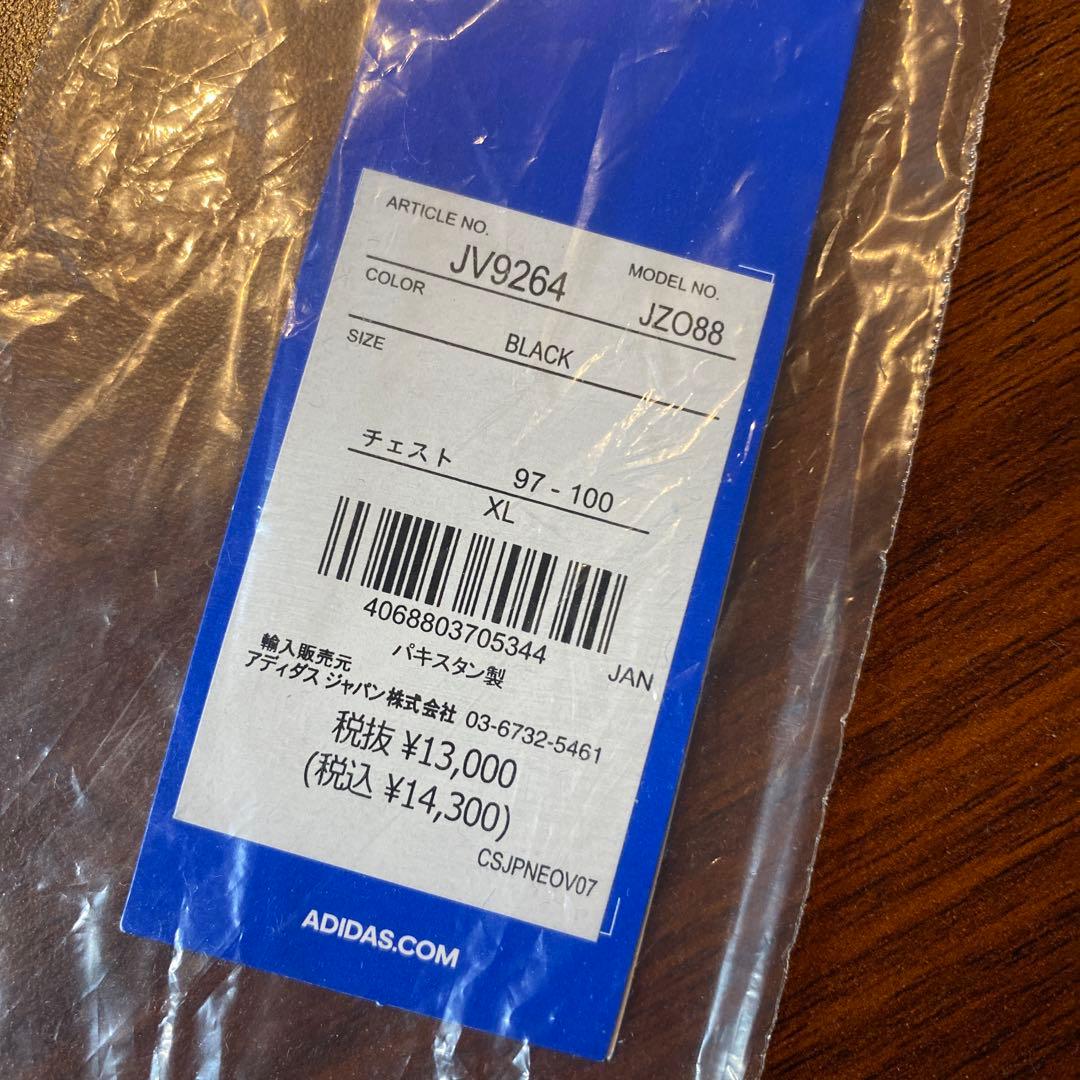 ARTICLE NO.
JV9264
MODEL NO.
JZO88
COLOR
BLACK
SIZE
チェスト 97 - 100
XL
4068803705344
JAN
パキスタン製
輸入販売元
アディダス ジャパン株式会社 03-6732-5461
税抜 ¥13,000
(税込 ¥14,300)
CSJPNEOV07
ADIDAS.COM